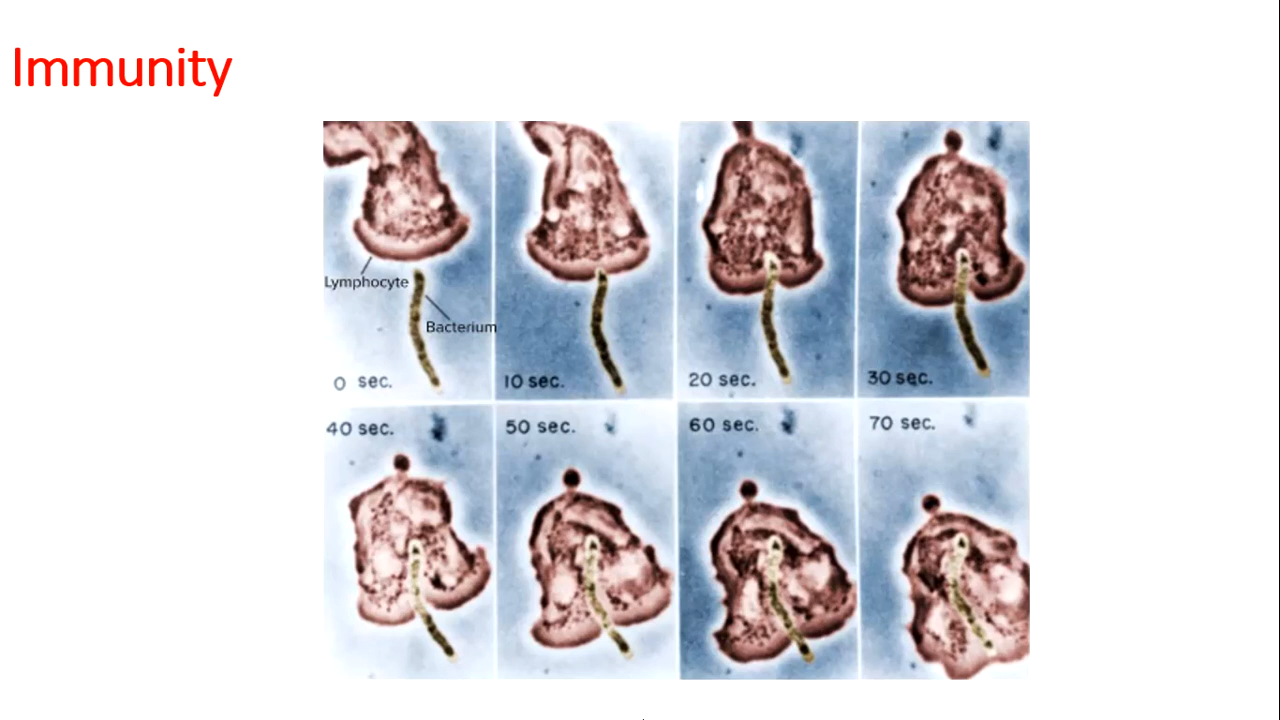 Immunity
Lymphocyte
Bacterium
0 sec.
10 sec.
20 sec.
30 sec.
40 sec.
50 sec.
60 sec.
70 sec.